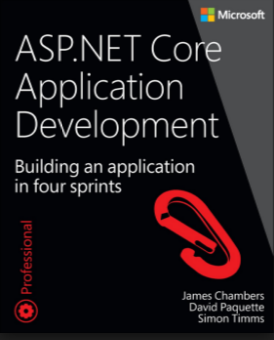 Microsoft
ASP.NET Core
Application
Development
Building an application
in four sprints
Professional
James Chambers
David Paquette
Simon Timms